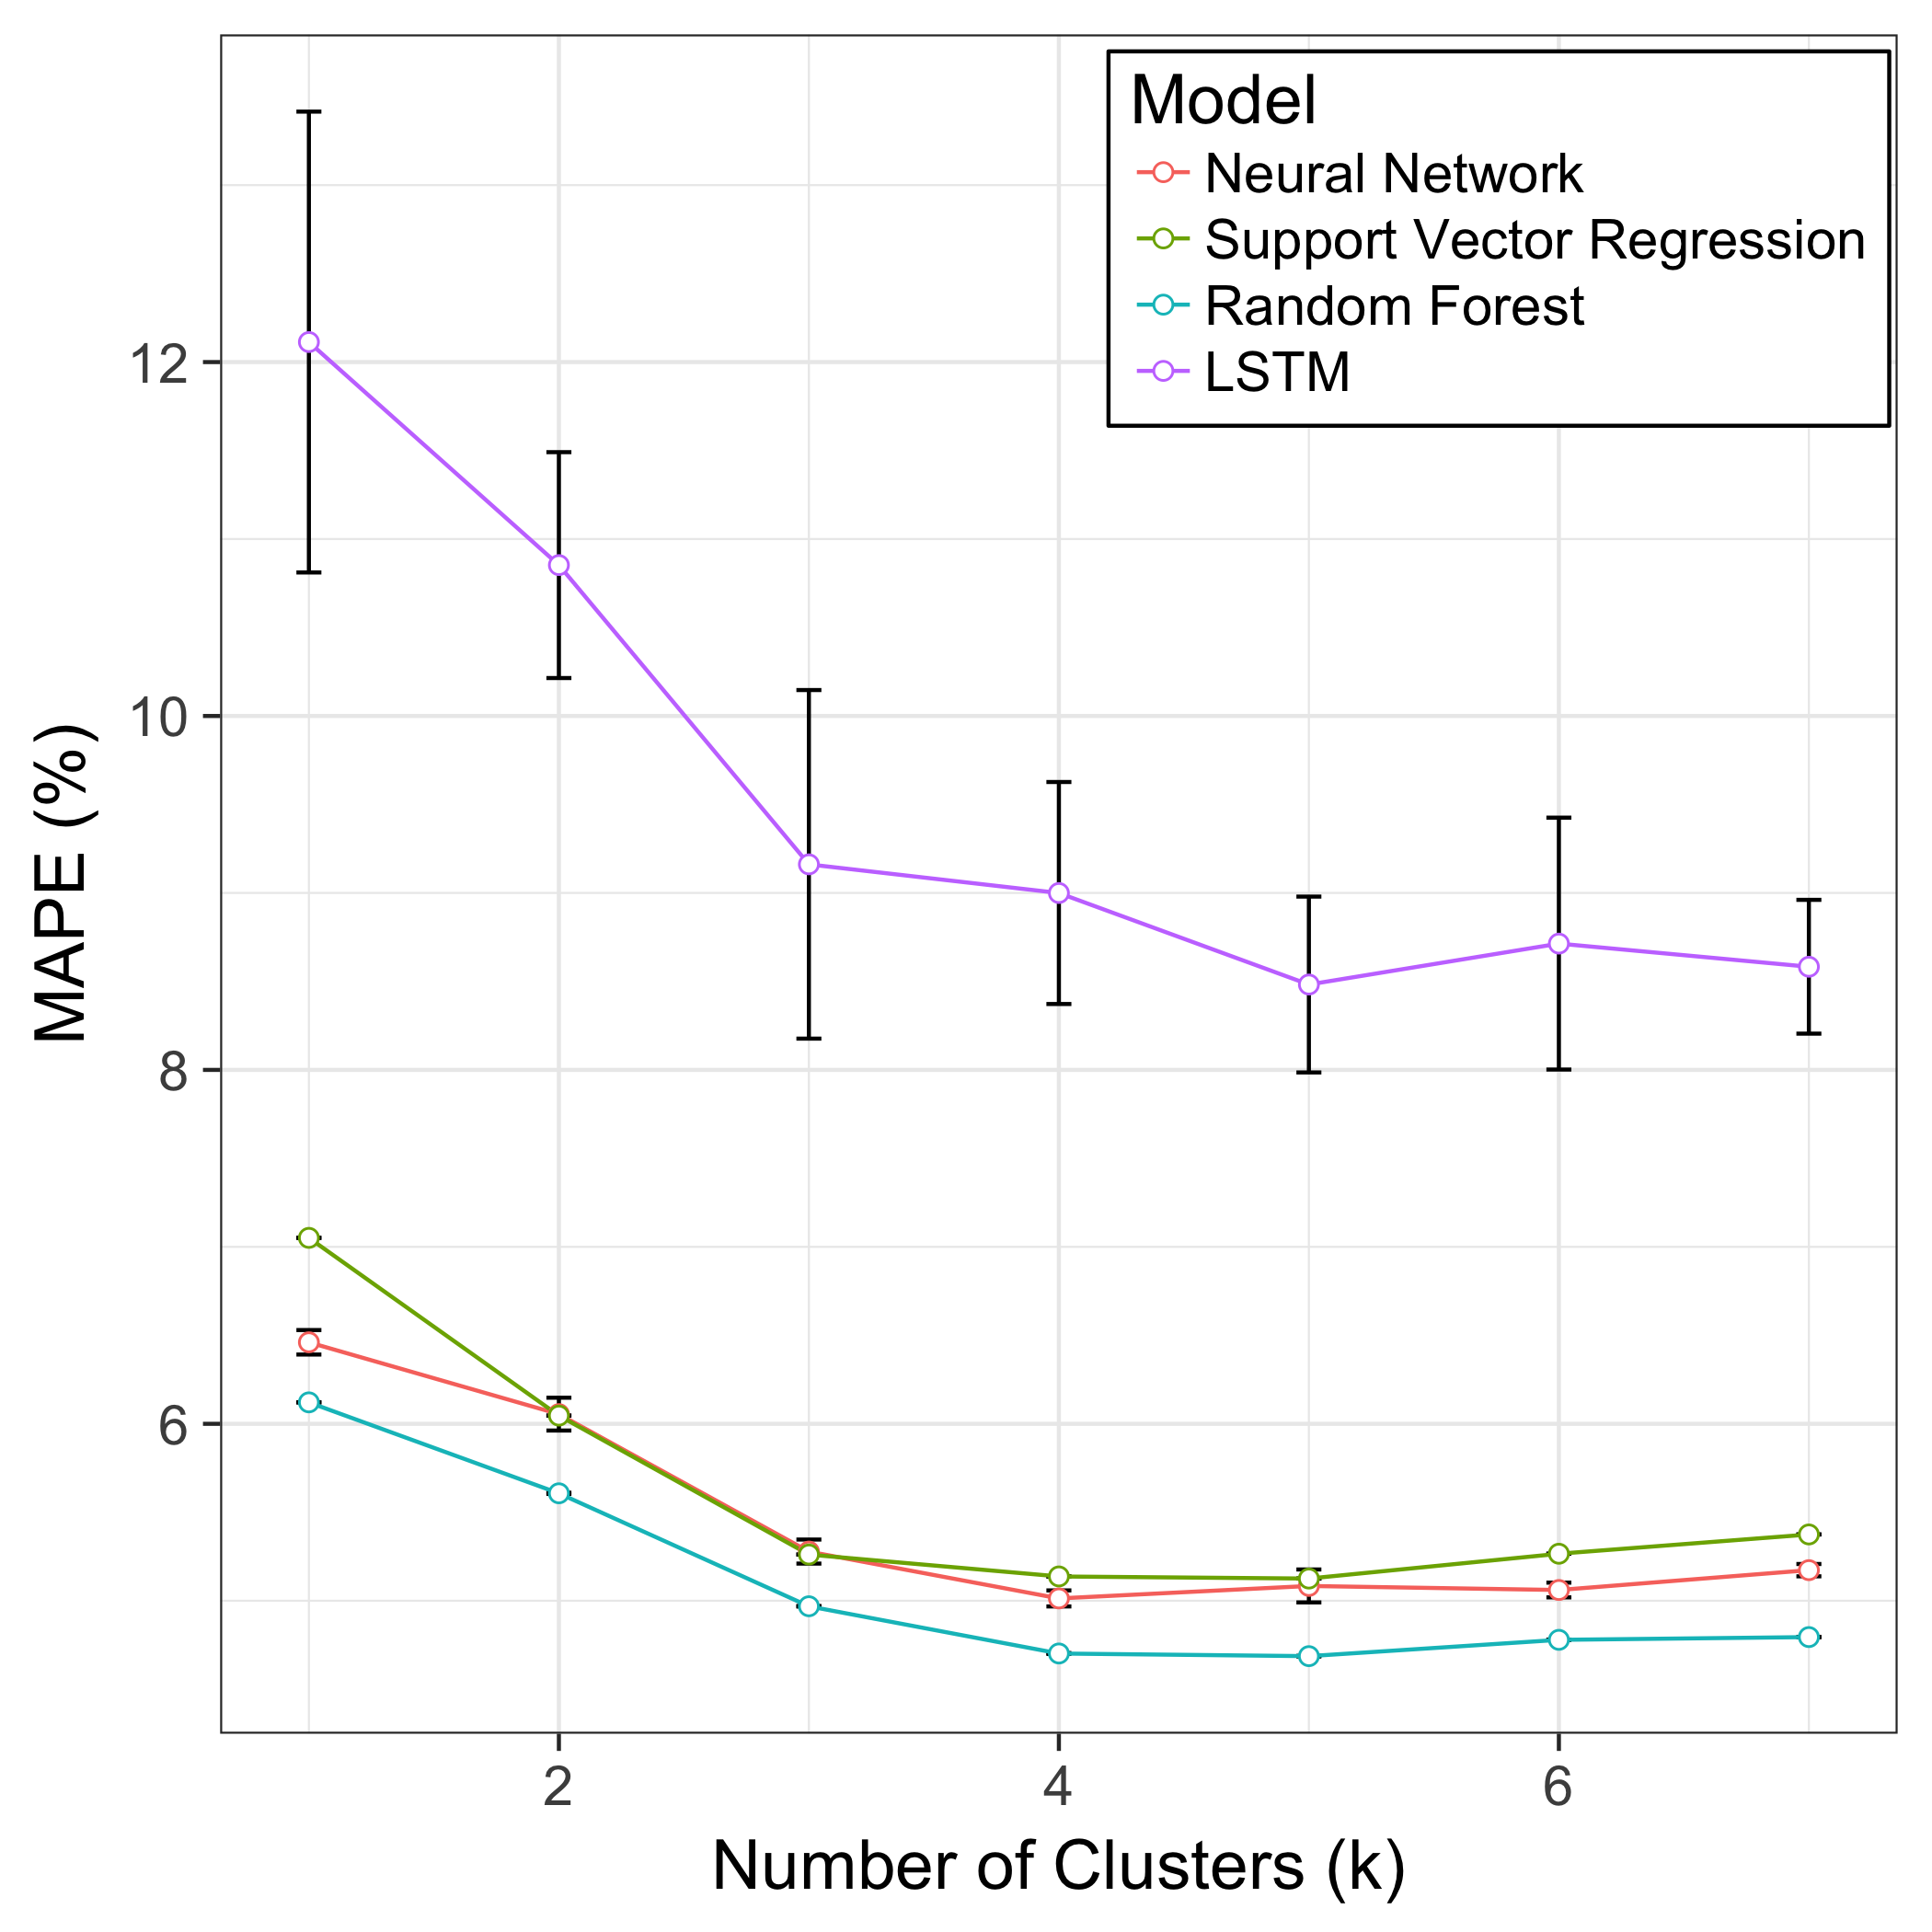 Model
Neural Network
Support Vector Regression
Random Forest
LSTM
12
10
8
6
MAPE (%)
2
4
6
Number of Clusters (k)